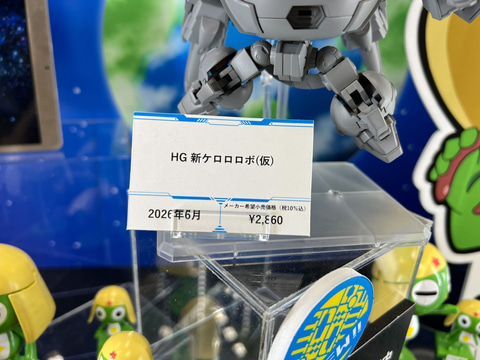 HG 新ケロロロボ(仮)
メーカー希望小売価格 (税10%込)
2026年6月 ¥2,860